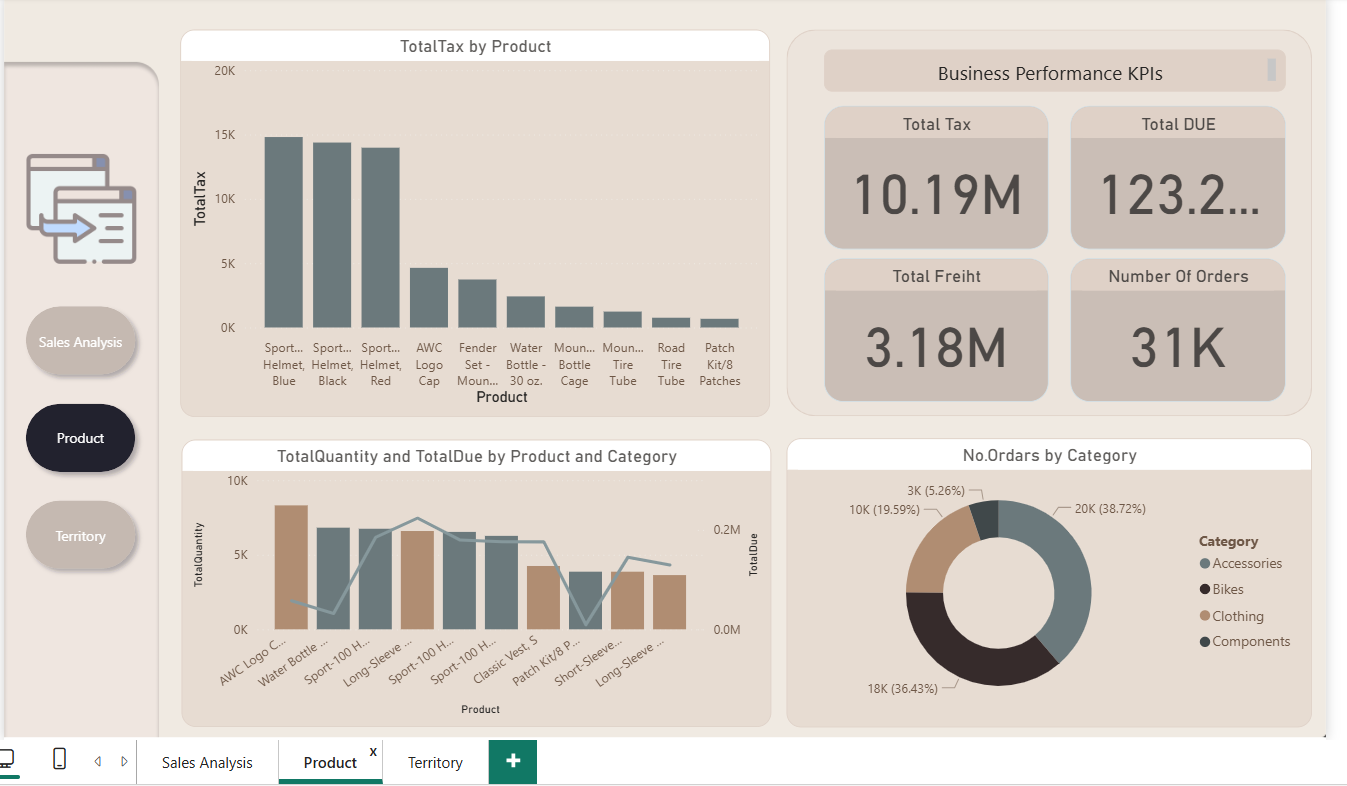 TotalTax by Product
20K
15K
10K
5K
0K
TotalTax
Sport... Sport... Sport... AWC Fender Water Moun... Moun... Road Patch
Helmet, Helmet, Helmet, Logo Set - Bottle - Bottle Tire Tire Kit/8
Blue Black Red Cap Moun... 30 oz. Cage Tube Tube Patches
Product
Business Performance KPIs
Total Tax
10.19M
Total DUE
123.2...
Total Freiht
3.18M
Number Of Orders
31K
Sales Analysis
Product
Territory
TotalQuantity and TotalDue by Product and Category
10K
5K
0K
TotalQuantity
0.2M
0.0M
TotalDue
AWC Logo C...
Water Bottle ...
Sport-100 H...
Long-Sleeve ...
Sport-100 H...
Sport-100 H...
Classic Vest, S
Patch Kit/8 P...
Short-Sleeve...
Long-Sleeve ...
Product
No.Ordars by Category
3K (5.26%)
10K (19.59%)
20K (38.72%)
18K (36.43%)
Category
Accessories
Bikes
Clothing
Components
Sales Analysis
Product
x
Territory
+